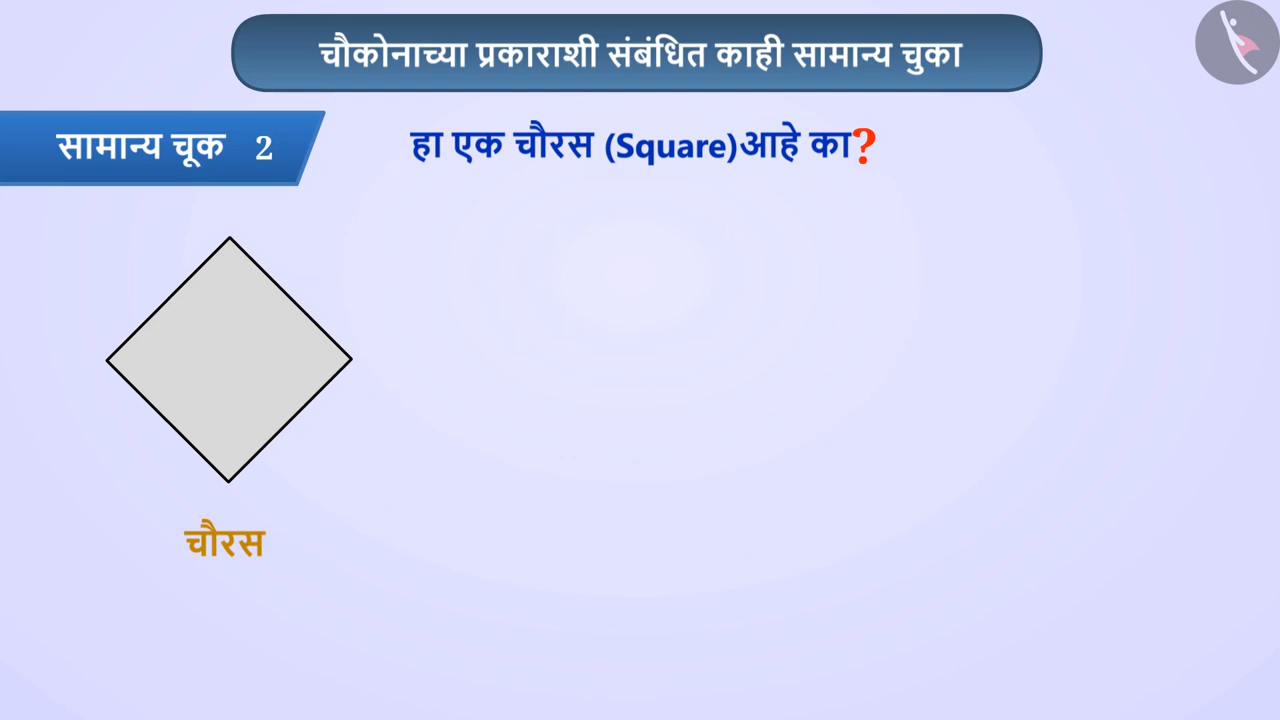 चौकोनाच्या प्रकाराशी संबंधित काही सामान्य चुका
सामान्य चूक 2
हा एक चौरस (Square)आहे का?
चौरस